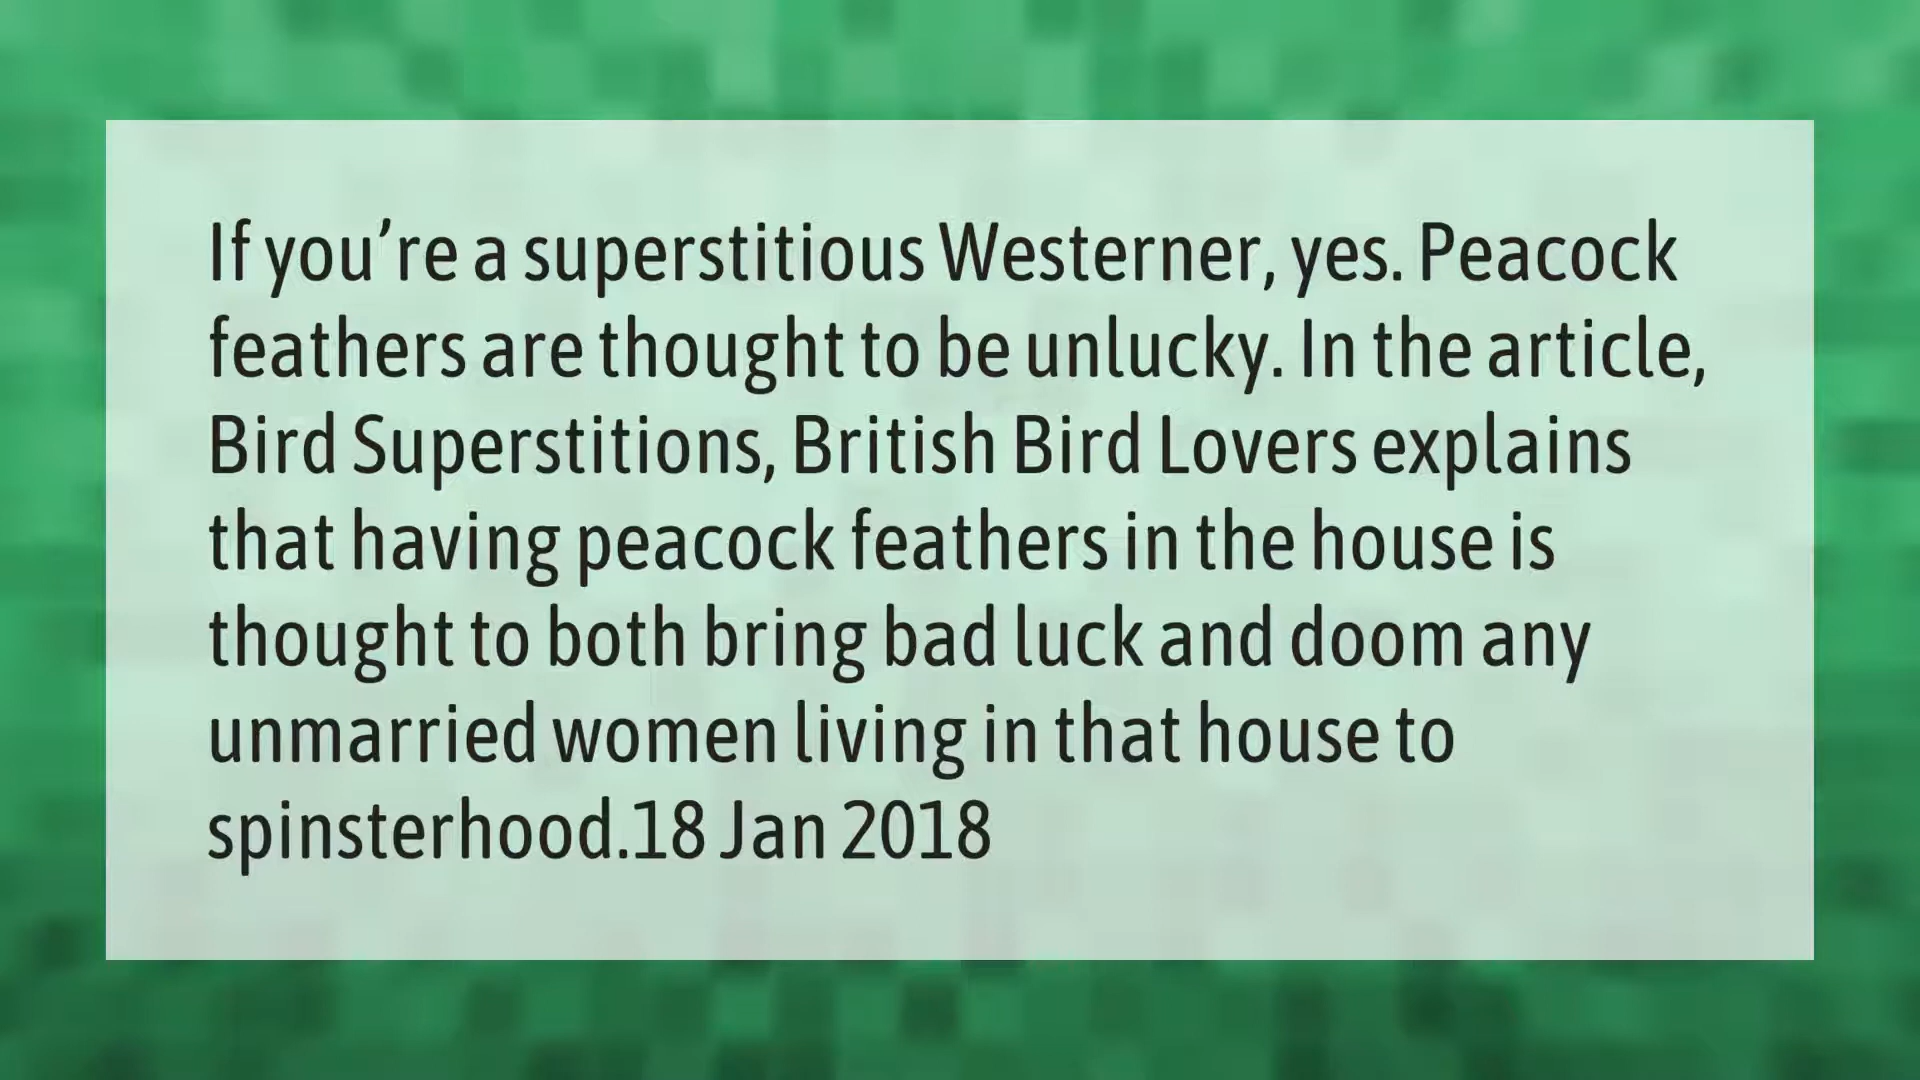 If you’re a superstitious Westerner, yes. Peacock
feathers are thought to be unlucky. In the article,
Bird Superstitions, British Bird Lovers explains
that having peacock feathers in the house is
thought to both bring bad luck and doom any
unmarried women living in that house to
spinsterhood.18 Jan 2018